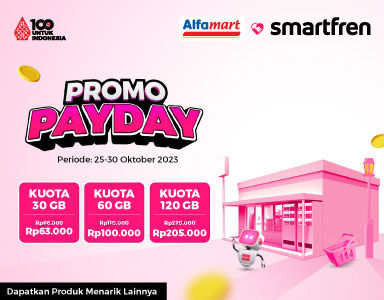 100
UNTUK
INDONESIA
Alfamart
smartfren
PROMO
PAYDAY
Periode: 25-30 Oktober 2023
KUOTA
30 GB
Rp63.000
KUOTA
60 GB
Rp100.000
KUOTA
120 GB
Rp205.000
Dapatkan Produk Menarik Lainnya